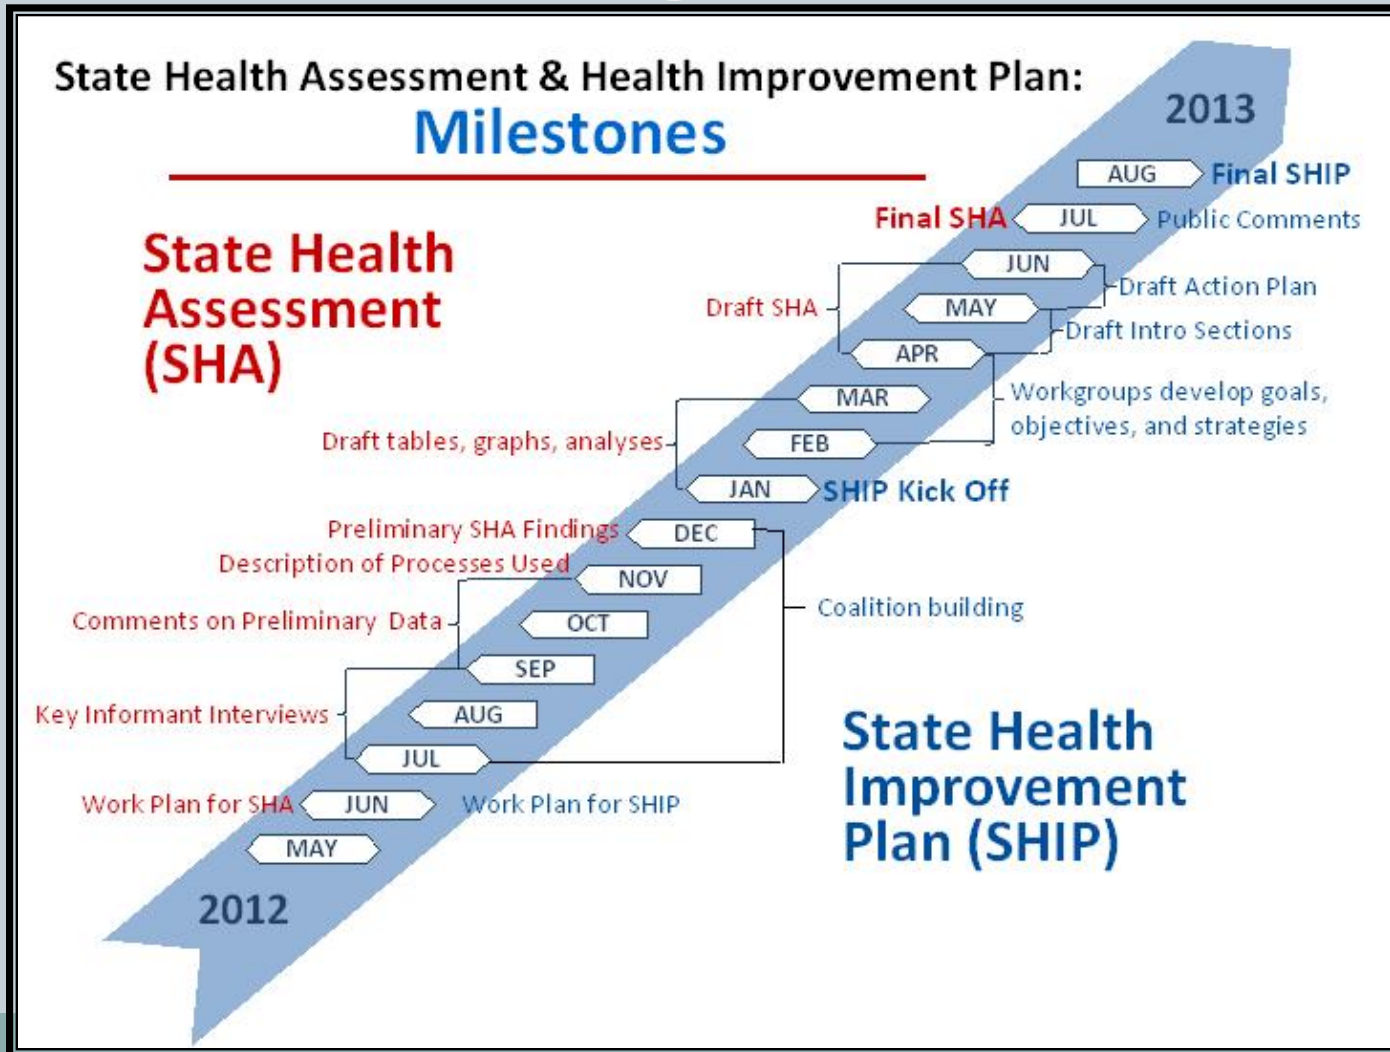 State Health Assessment & Health Improvement Plan:
Milestones
2013
AUG Final SHIP
Final SHA JUL Public Comments
State Health
Assessment
(SHA)
JUN
Draft Action Plan
Draft SHA MAY
Draft Intro Sections
APR
MAR
Workgroups develop goals,
objectives, and strategies
Draft tables, graphs, analyses FEB
JAN SHIP Kick Off
Preliminary SHA Findings DEC
Description of Processes Used NOV
Coalition building
Comments on Preliminary Data OCT
SEP
Key Informant Interviews AUG
JUL
State Health
Improvement
Plan (SHIP)
Work Plan for SHA JUN Work Plan for SHIP
MAY
2012